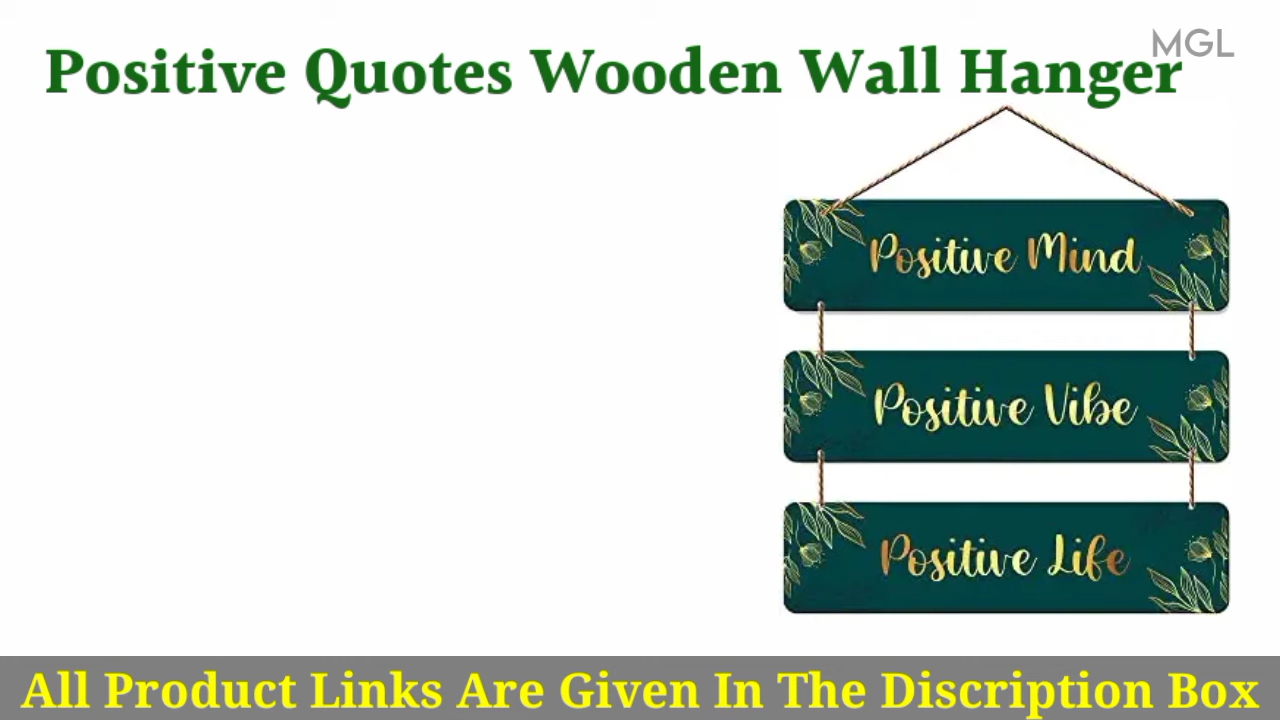 MGL
Positive Quotes Wooden Wall Hanger
Positive Mind
Positive Vibe
Positive Life
All Product Links Are Given In The Discription Box